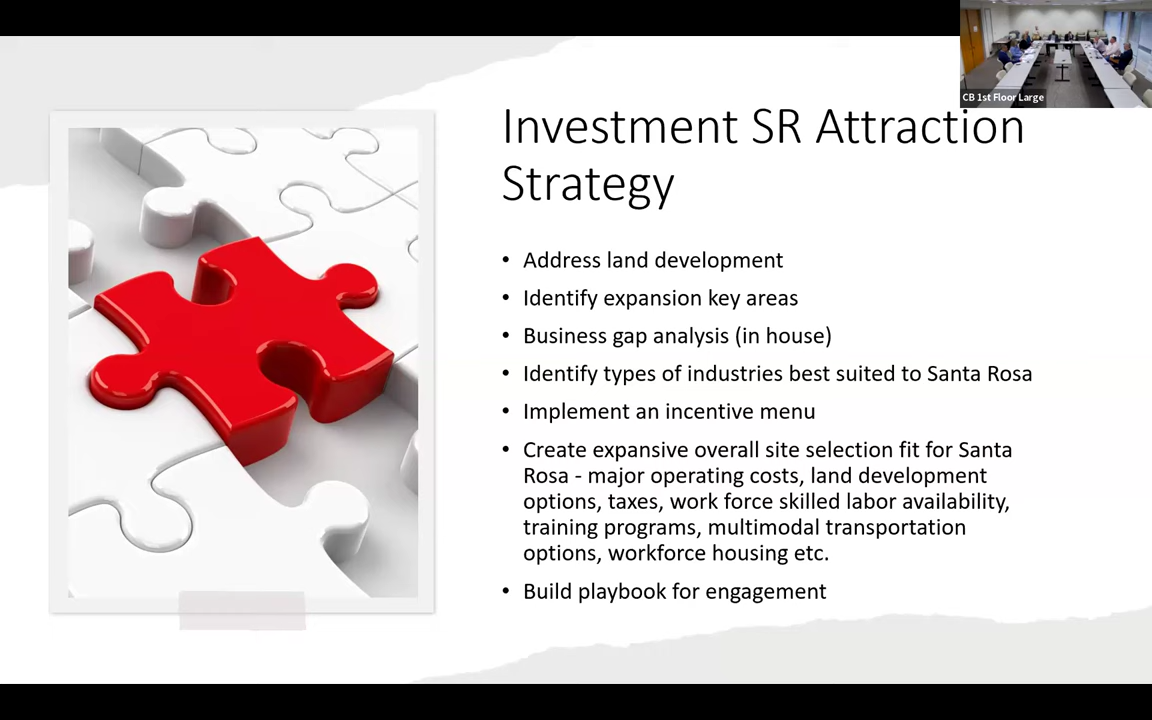 CB 1st Floor Large
Investment SR Attraction
Strategy
• Address land development
• Identify expansion key areas
• Business gap analysis (in house)
• Identify types of industries best suited to Santa Rosa
• Implement an incentive menu
• Create expansive overall site selection fit for Santa
Rosa - major operating costs, land development
options, taxes, work force skilled labor availability,
training programs, multimodal transportation
options, workforce housing etc.
• Build playbook for engagement